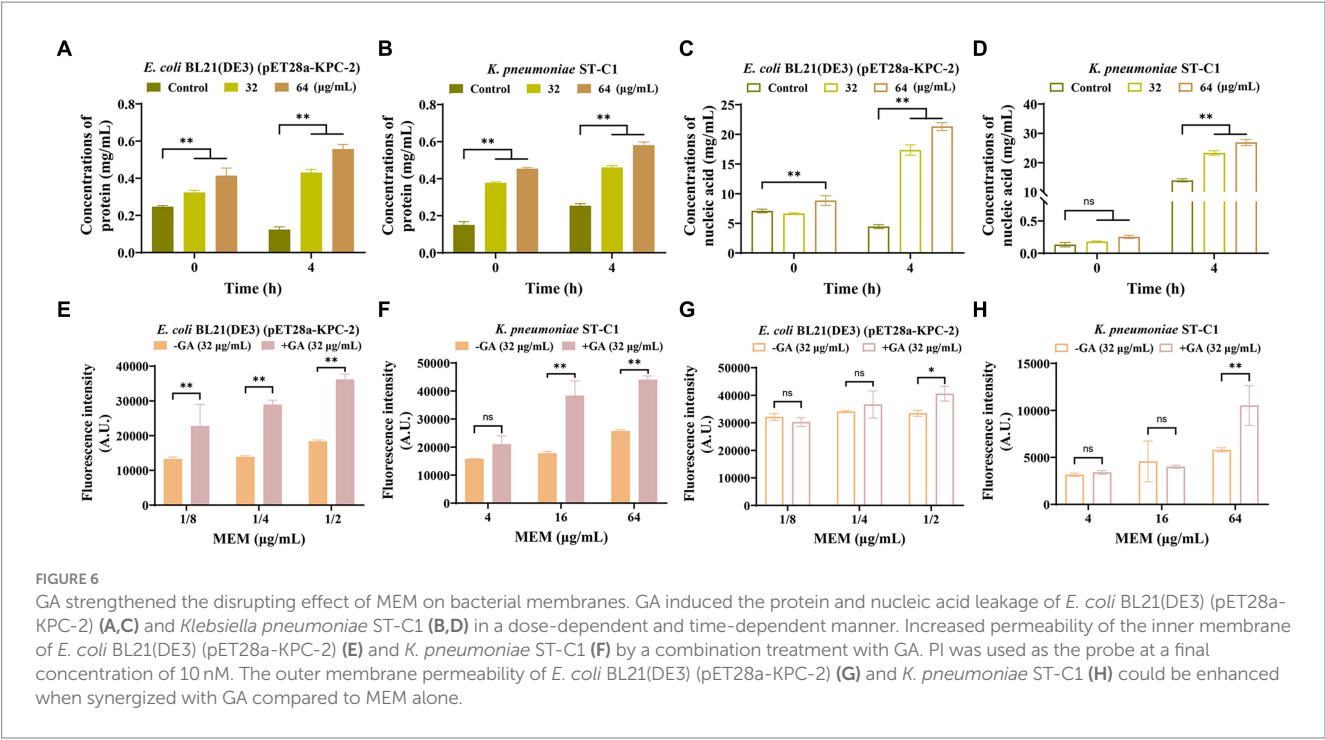 A
E. coli BL21(DE3) (pET28a-KPC-2)
Control 32 64 (μg/mL)
Concentrations of
protein (mg/mL)
0.8
0.6
0.4
0.2
0.0
**
**
0 4
Time (h)
B
K. pneumoniae ST-C1
Control 32 64 (μg/mL)
Concentrations of
protein (mg/mL)
0.8
0.6
0.4
0.2
0.0
**
**
0 4
Time (h)
C
E. coli BL21(DE3) (pET28a-KPC-2)
Control 32 64 (μg/mL)
Concentrations of
nucleic acid (mg/mL)
25
20
15
10
5
0
**
**
0 4
Time (h)
D
K. pneumoniae ST-C1
Control 32 64 (μg/mL)
Concentrations of
nucleic acid (mg/mL)
40
30
20
10
0.5
0.0
ns
**
0 4
Time (h)
E
E. coli BL21(DE3) (pET28a-KPC-2)
-GA (32 μg/mL) +GA (32 μg/mL)
Fluorescence intensity
(A.U.)
40000
30000
20000
10000
0
**
**
**
1/8 1/4 1/2
MEM (μg/mL)
F
K. pneumoniae ST-C1
-GA (32 μg/mL) +GA (32 μg/mL)
Fluorescence intensity
(A.U.)
50000
40000
30000
20000
10000
0
ns
**
**
4 16 64
MEM (μg/mL)
G
E. coli BL21(DE3) (pET28a-KPC-2)
-GA (32 μg/mL) +GA (32 μg/mL)
Fluorescence intensity
(A.U.)
50000
40000
30000
20000
10000
0
ns
ns
*
1/8 1/4 1/2
MEM (μg/mL)
H
K. pneumoniae ST-C1
-GA (32 μg/mL) +GA (32 μg/mL)
Fluorescence intensity
(A.U.)
15000
10000
5000
0
ns
ns
**
4 16 64
MEM (μg/mL)
FIGURE 6
GA strengthened the disrupting effect of MEM on bacterial membranes. GA induced the protein and nucleic acid leakage of E. coli BL21(DE3) (pET28a-
KPC-2) (A,C) and Klebsiella pneumoniae ST-C1 (B,D) in a dose-dependent and time-dependent manner. Increased permeability of the inner membrane
of E. coli BL21(DE3) (pET28a-KPC-2) (E) and K. pneumoniae ST-C1 (F) by a combination treatment with GA. PI was used as the probe at a final
concentration of 10 nM. The outer membrane permeability of E. coli BL21(DE3) (pET28a-KPC-2) (G) and K. pneumoniae ST-C1 (H) could be enhanced
when synergized with GA compared to MEM alone.